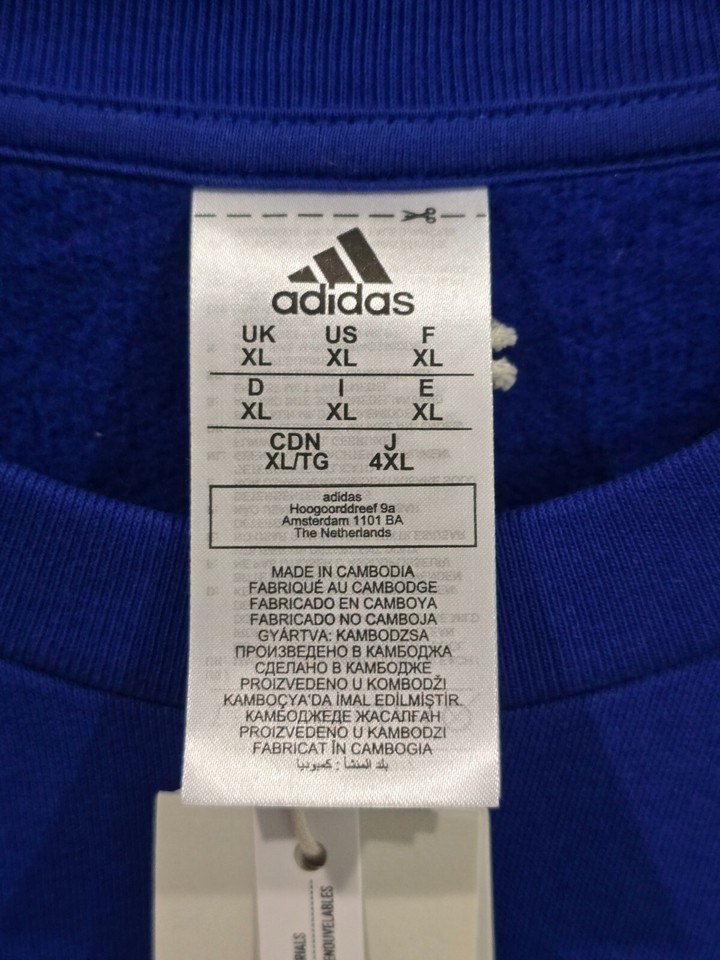 adidas
UK US F
XL XL XL
D I E
XL XL XL
CDN J
XL/TG 4XL
adidas
Hoogoorddreef 9a
Amsterdam 1101 BA
The Netherlands
MADE IN CAMBODIA
FABRIQUÉ AU CAMBODGE
FABRICADO EN CAMBOYA
FABRICADO NO CAMBOJA
GYÁRTVA: KAMBODZSA
ПРОИЗВЕДЕНО В КАМБОДЖА
СДЕЛАНО В КАМБОДЖЕ
PROIZVEDENO U KOMBODŽI
KAMBOÇYA'DA İMAL EDİLMİŞTİR.
КАМБОДЖЕДЕ ЖАСАЛҒАН
PROIZVEDENO U KAMBODZI
FABRICAT ÎN CAMBOGIA
بلد المنشأ : كمبوديا